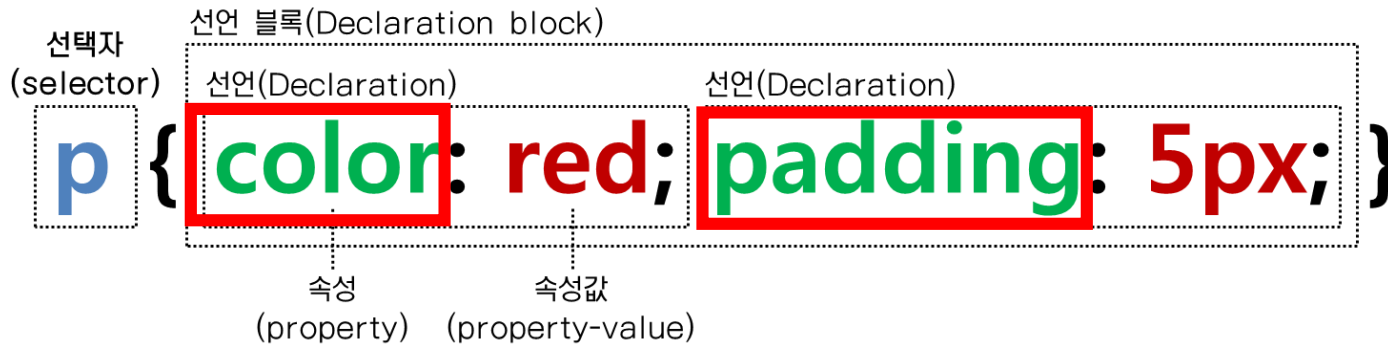 선언 블록(Declaration block)
선택자
(selector)
선언(Declaration) 선언(Declaration)
p { color: red; padding: 5px; }
속성 속성값
(property) (property-value)